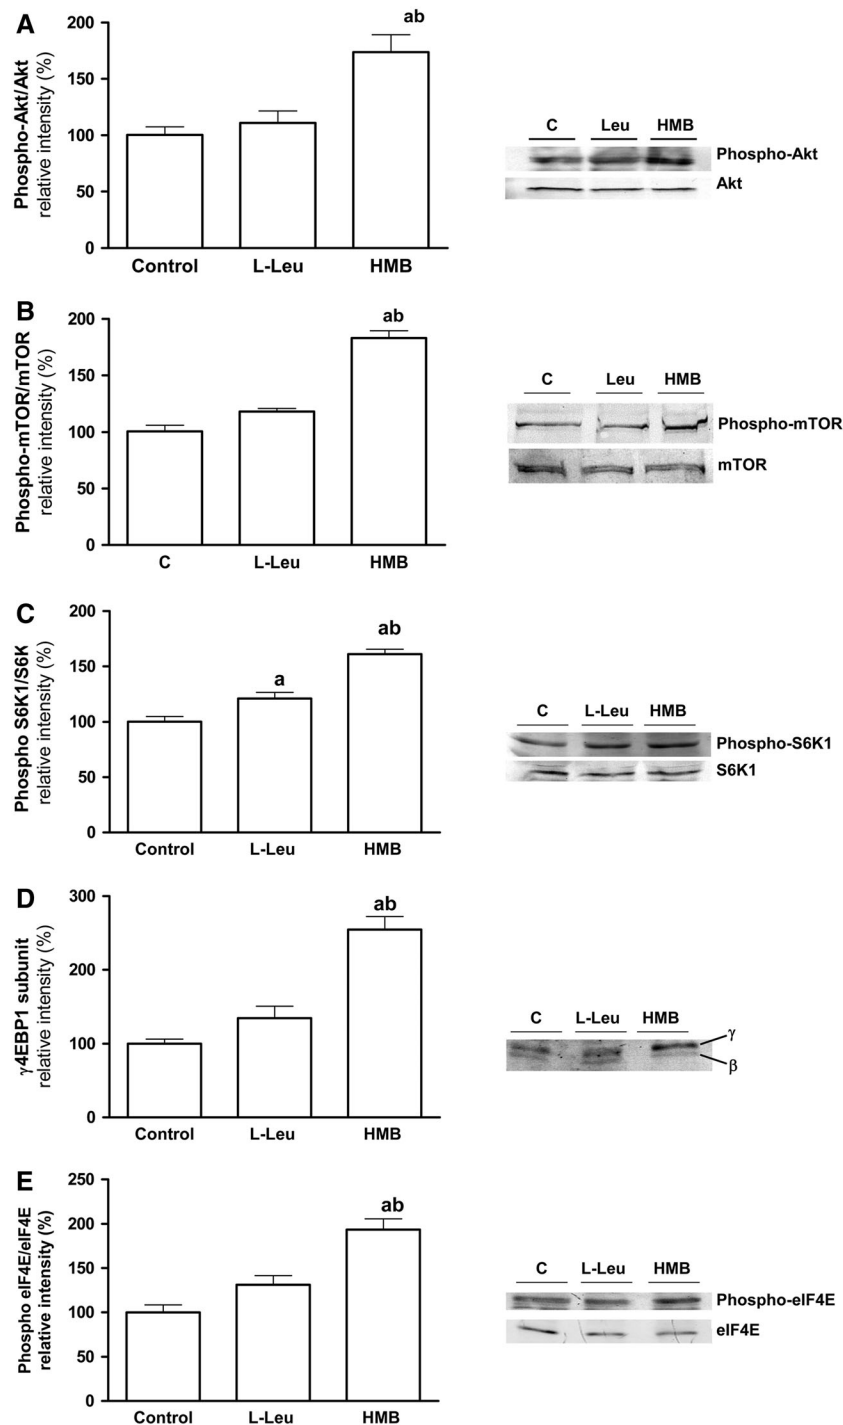 A
Phospho-Akt/Akt
relative intensity (%)
200
150
100
50
0
ab
Control L-Leu HMB
C Leu HMB
Phospho-Akt
Akt
B
Phospho-mTOR/mTOR
relative intensity (%)
200
150
100
50
0
ab
C L-Leu HMB
C Leu HMB
Phospho-mTOR
mTOR
C
Phospho S6K1/S6K
relative intensity (%)
200
150
100
50
0
a
ab
Control L-Leu HMB
C L-Leu HMB
Phospho-S6K1
S6K1
D
γ4EBP1 subunit
relative intensity (%)
300
200
100
0
ab
Control L-Leu HMB
C L-Leu HMB
γ
β
E
Phospho eIF4E/eIF4E
relative intensity (%)
250
200
150
100
50
0
ab
Control L-Leu HMB
C L-Leu HMB
Phospho-eIF4E
eIF4E